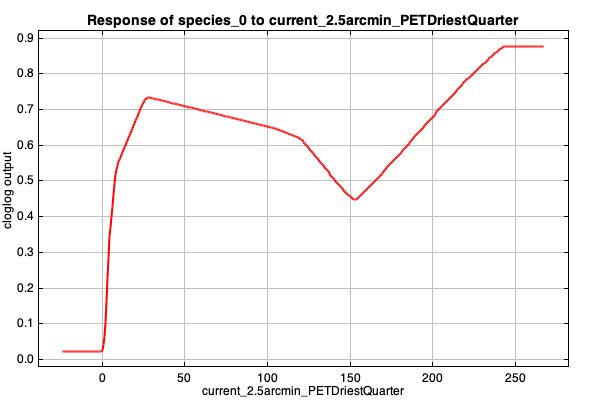 Response of species_0 to current_2.5arcmin_PETDriestQuarter
0.9
0.8
0.7
0.6
0.5
0.4
0.3
0.2
0.1
0.0
cloglog output
0 50 100 150 200 250
current_2.5arcmin_PETDriestQuarter